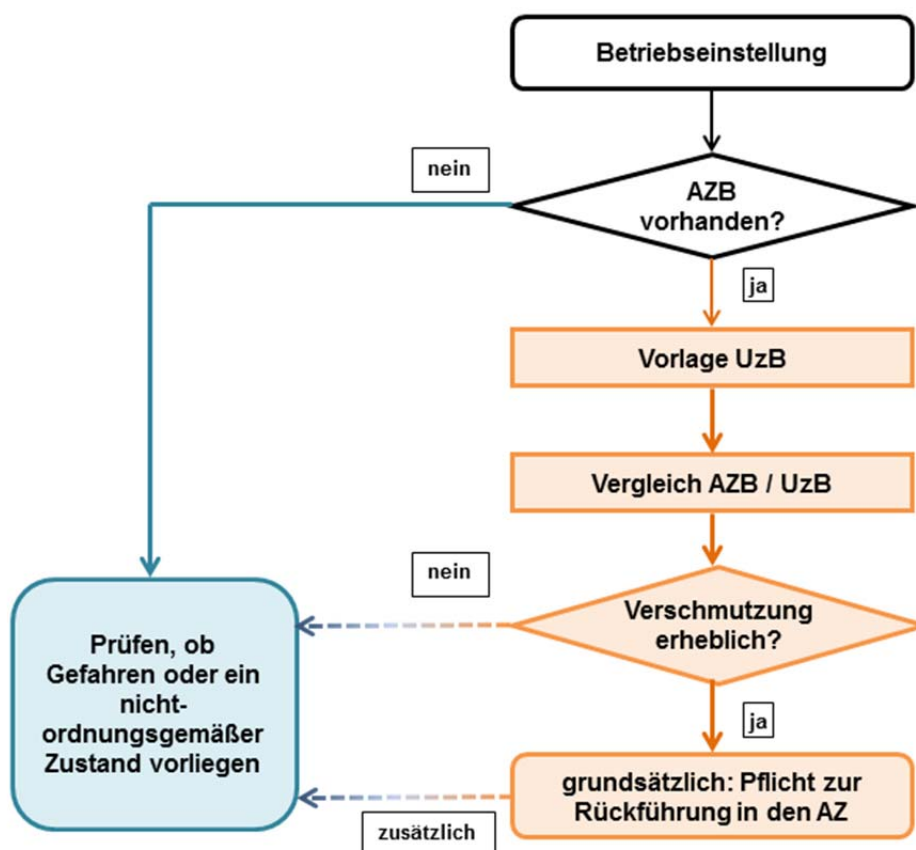 Betriebseinstellung
nein
AZB
vorhanden?
ja
Vorlage UzB
Vergleich AZB / UzB
nein
Verschmutzung
erheblich?
Prüfen, ob
Gefahren oder ein
nicht-
ordnungsgemäßer
Zustand vorliegen
ja
grundsätzlich: Pflicht zur
Rückführung in den AZ
zusätzlich